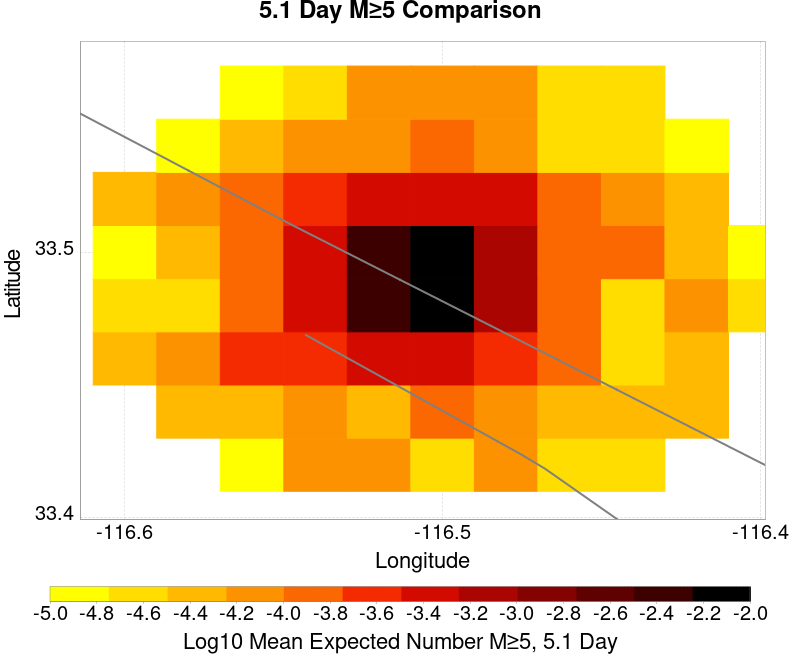 5.1 Day M≥5 Comparison
Latitude
33.5
33.4
-116.6 -116.5 -116.4
Longitude
-5.0 -4.8 -4.6 -4.4 -4.2 -4.0 -3.8 -3.6 -3.4 -3.2 -3.0 -2.8 -2.6 -2.4 -2.2 -2.0
Log10 Mean Expected Number M≥5, 5.1 Day